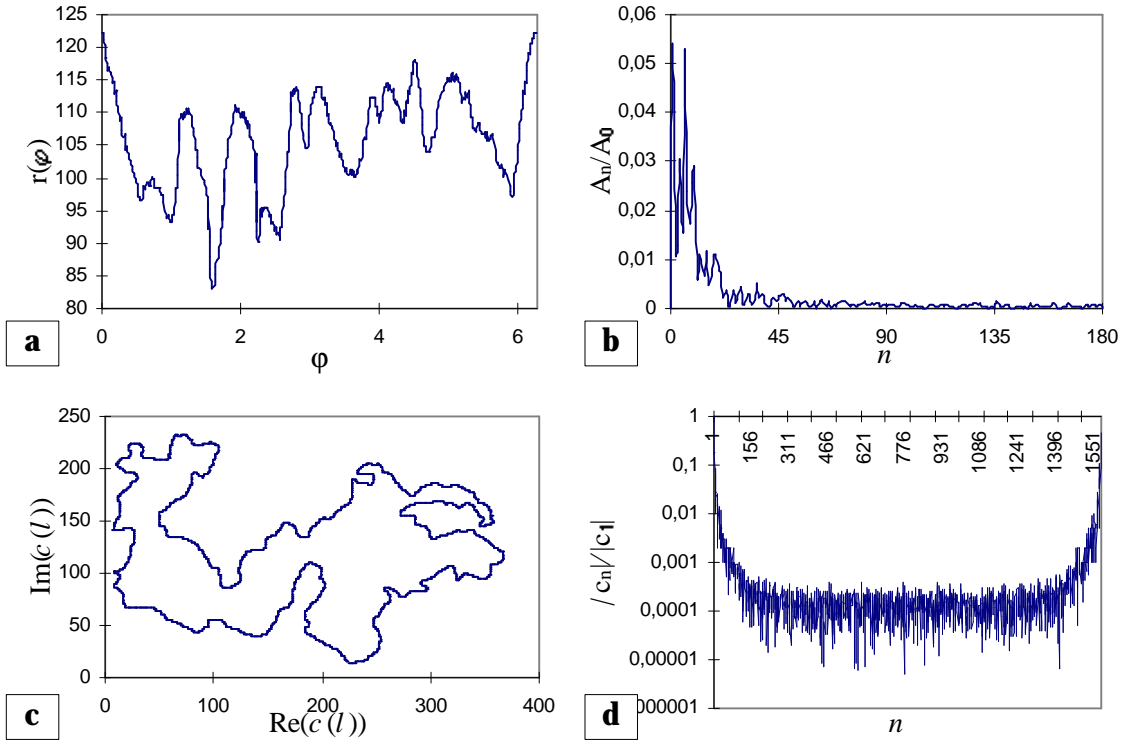 125
120
115
110
105
100
95
90
85
80
r(φ)
0 2 4 6
φ
a
0,06
0,05
0,04
0,03
0,02
0,01
0
An/A0
0 45 90 135 180
n
b
250
200
150
100
50
0
Im(c (l ))
0 100 200 300 400
Re(c (l ))
c
1
0,1
0,01
0,001
0,0001
0,00001
000001
/ cn|/|c1|
1 156 311 466 621 776 931 1086 1241 1396 1551
n
d